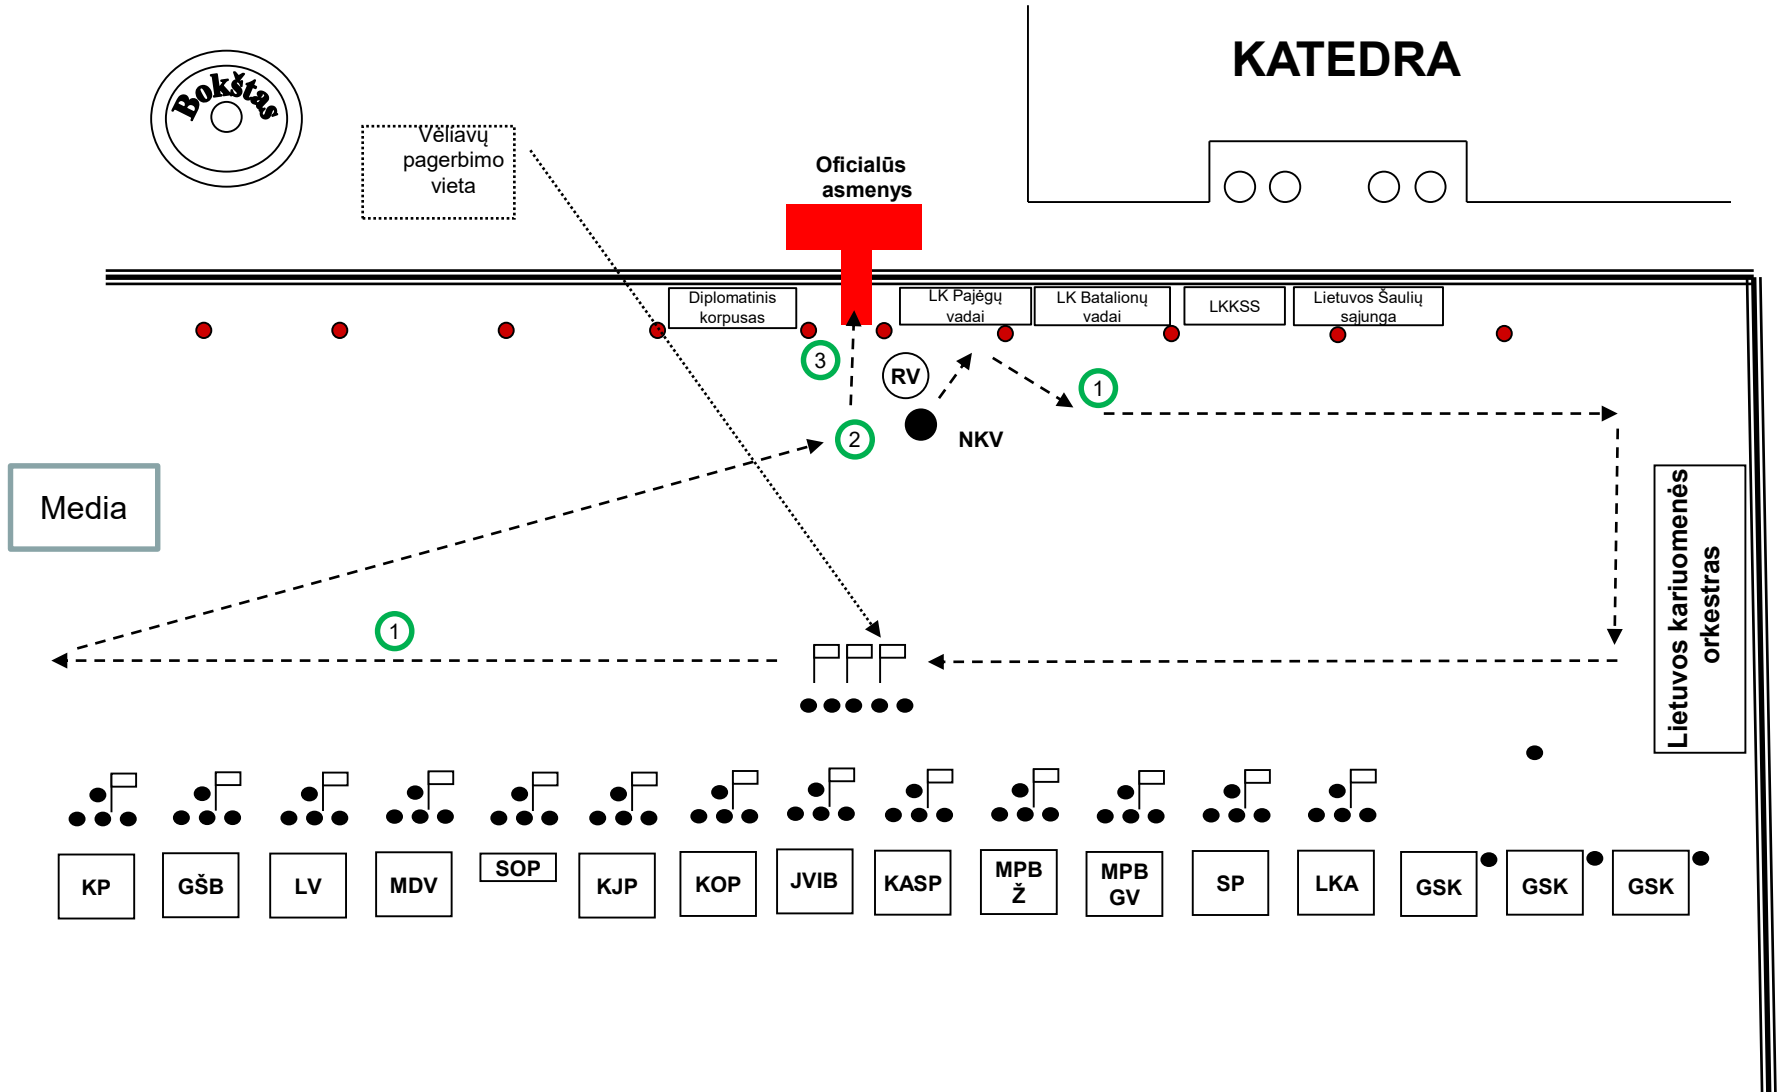 KATEDRA
Bokštas
Vėliavų
pagerbimo
vieta
Oficialūs
asmenys
Diplomatinis
korpusas
LK Pajėgų
vadai
LK Batalionų
vadai
LKKSS
Lietuvos Šaulių
sąjunga
3
RV
1
2
NKV
Media
Lietuvos kariuomenės
orkestras
1
KP
GŠB
LV
MDV
SOP
KJP
KOP
JVIB
KASP
MPB
Ž
MPB
GV
SP
LKA
GSK
GSK
GSK